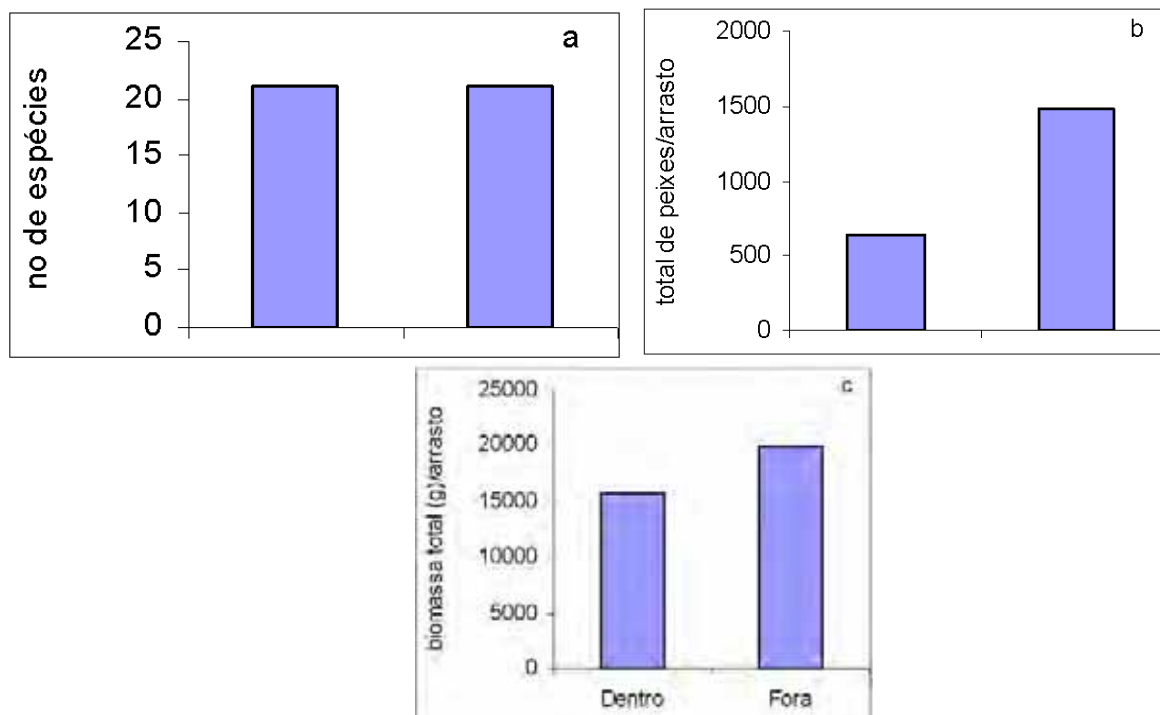 a
no de espécies
25
20
15
10
5
0
b
total de peixes/arrasto
2000
1500
1000
500
0
c
biomassa total (g)/arrasto
25000
20000
15000
10000
5000
0
Dentro Fora